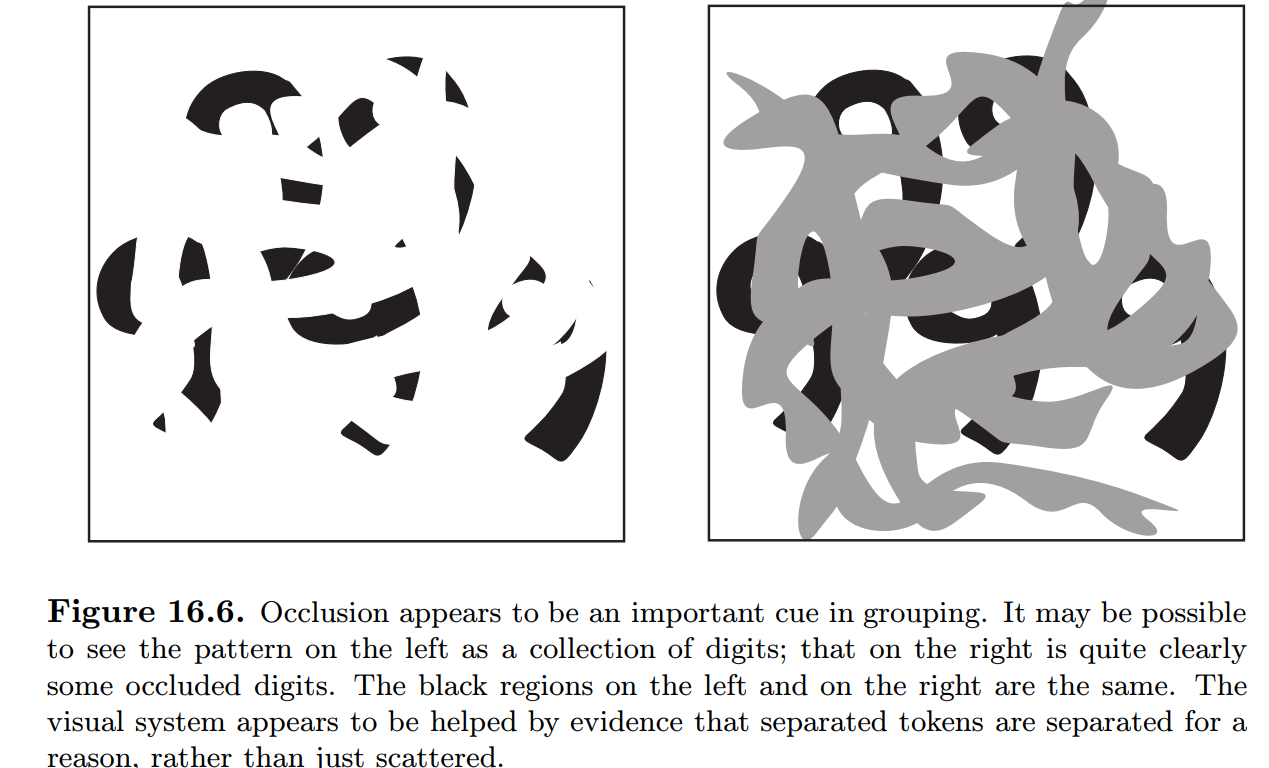 Figure 16.6. Occlusion appears to be an important cue in grouping. It may be possible
to see the pattern on the left as a collection of digits; that on the right is quite clearly
some occluded digits. The black regions on the left and on the right are the same. The
visual system appears to be helped by evidence that separated tokens are separated for a
reason, rather than just scattered.